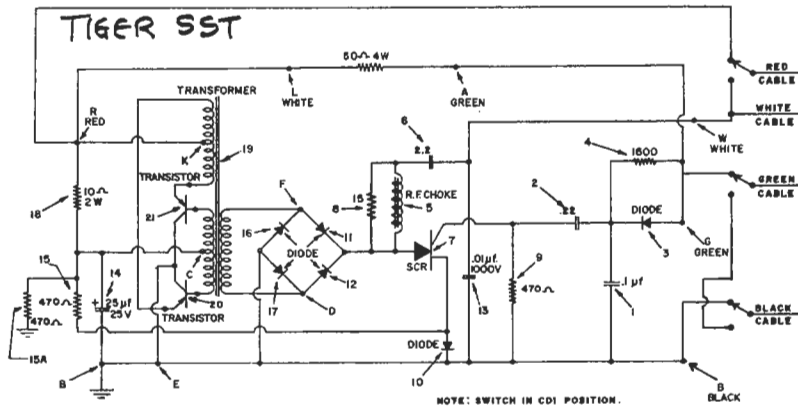 TIGER SST
50Ω 4W
RED
CABLE
L
WHITE
A
GREEN
TRANSFORMER
R
RED
6
WHITE
CABLE
2.2
W
WHITE
4
1600
K
19
TRANSISTOR
15
8
R.F. CHOKE
5
GREEN
CABLE
10Ω
2W
18
2
F
.22
21
16
11
DIODE
7
DIODE
G
GREEN
3
SCR
.01µf.
1000V
9
15
14
C
12
470Ω
.1µf
25µf
25V
+
20
17
D
13
1
470Ω
470Ω
TRANSISTOR
BLACK
CABLE
DIODE
15A
10
B
E
B
BLACK
NOTE: SWITCH IN CDI POSITION.